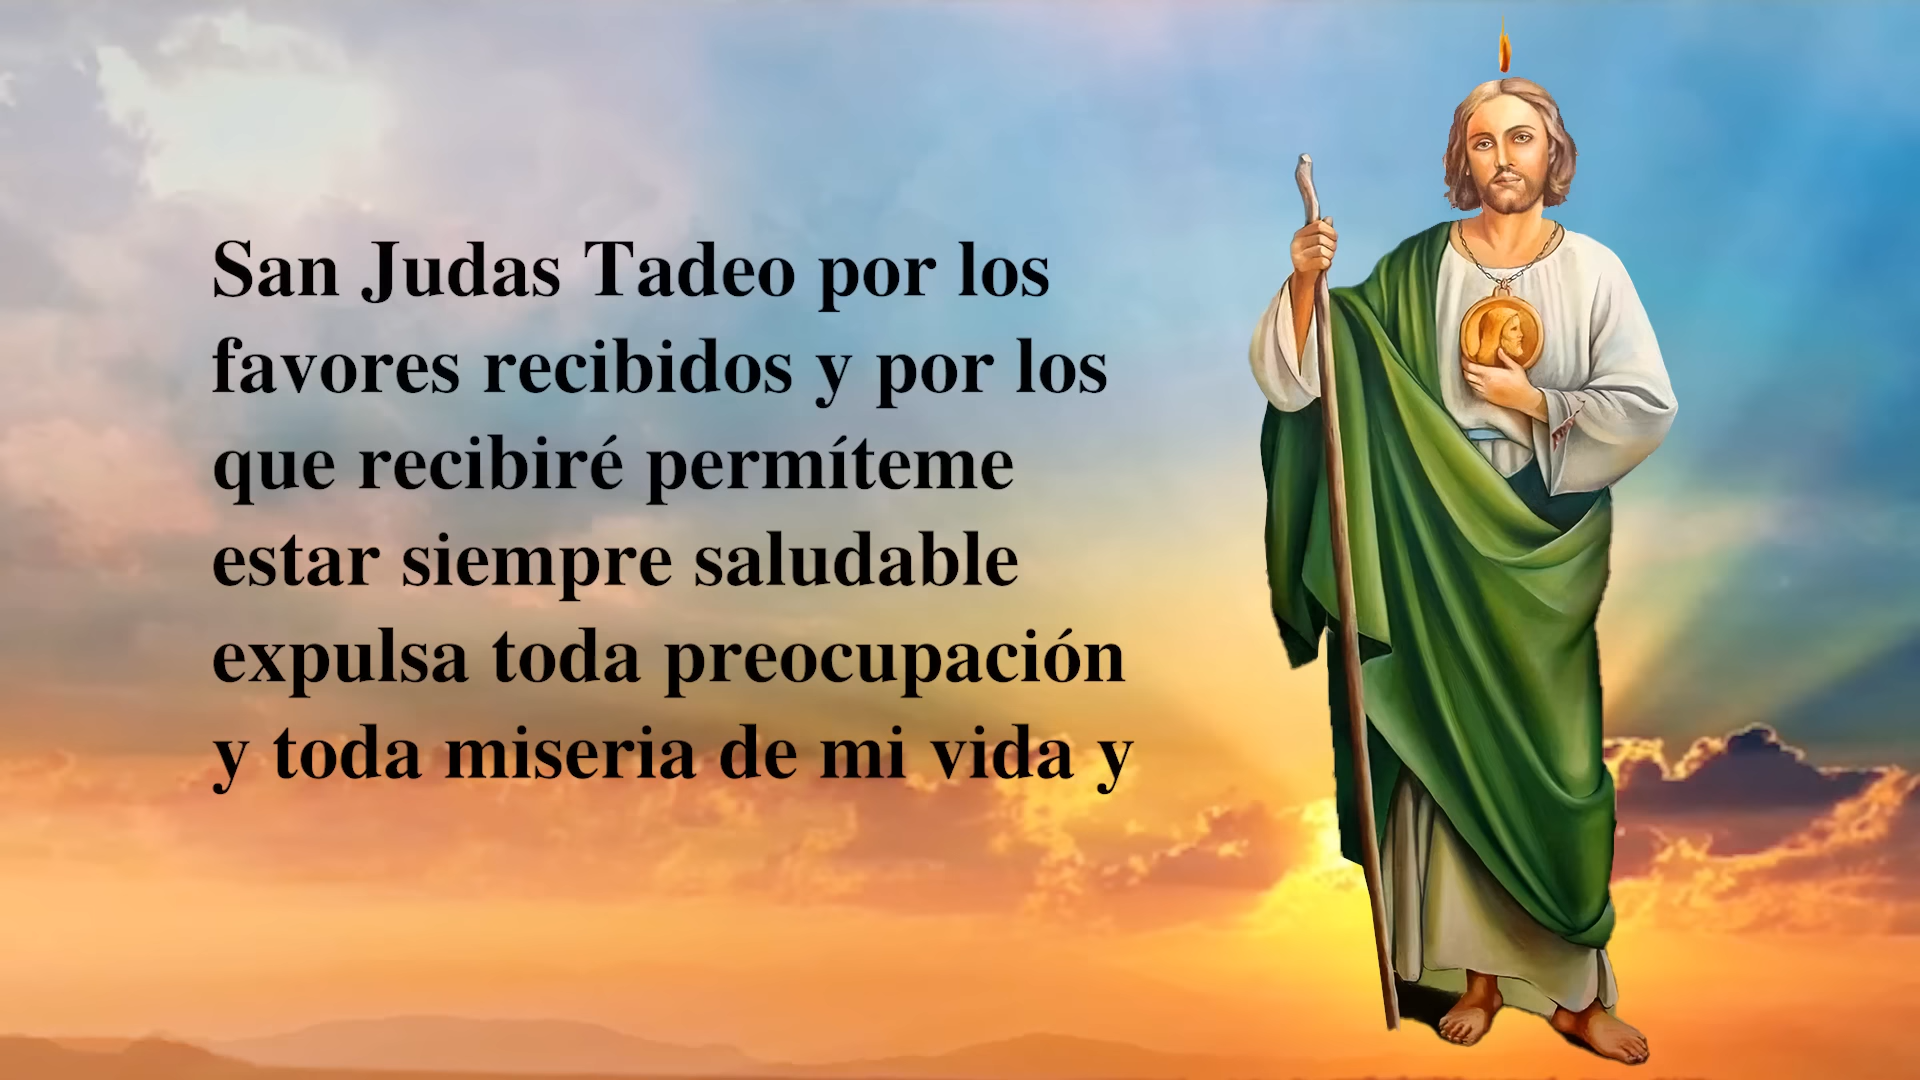 San Judas Tadeo por los
favores recibidos y por los
que recibiré permíteme
estar siempre saludable
expulsa toda preocupación
y toda miseria de mi vida y